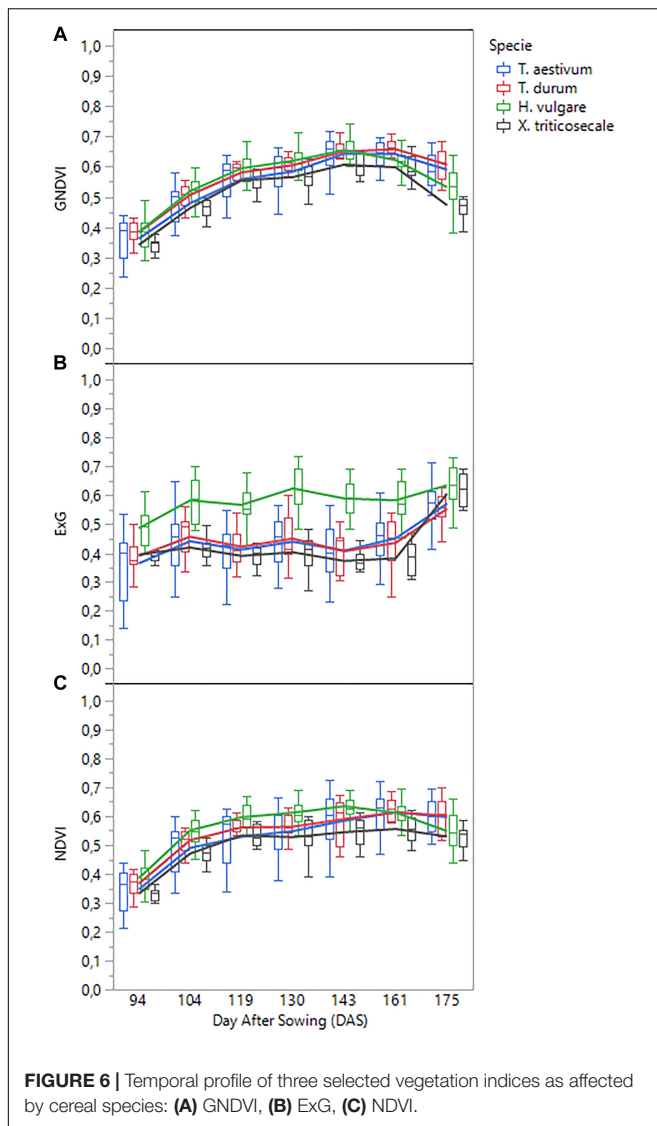 A
1,0
0,9
0,8
0,7
0,6
0,5
0,4
0,3
0,2
0,1
0,0
GNDVI
Specie
T. aestivum
T. durum
H. vulgare
X. triticosecale
B
1,0
0,9
0,8
0,7
0,6
0,5
0,4
0,3
0,2
0,1
0,0
ExG
C
1,0
0,9
0,8
0,7
0,6
0,5
0,4
0,3
0,2
0,1
0,0
NDVI
94 104 119 130 143 161 175
Day After Sowing (DAS)
FIGURE 6 | Temporal profile of three selected vegetation indices as affected
by cereal species: (A) GNDVI, (B) ExG, (C) NDVI.